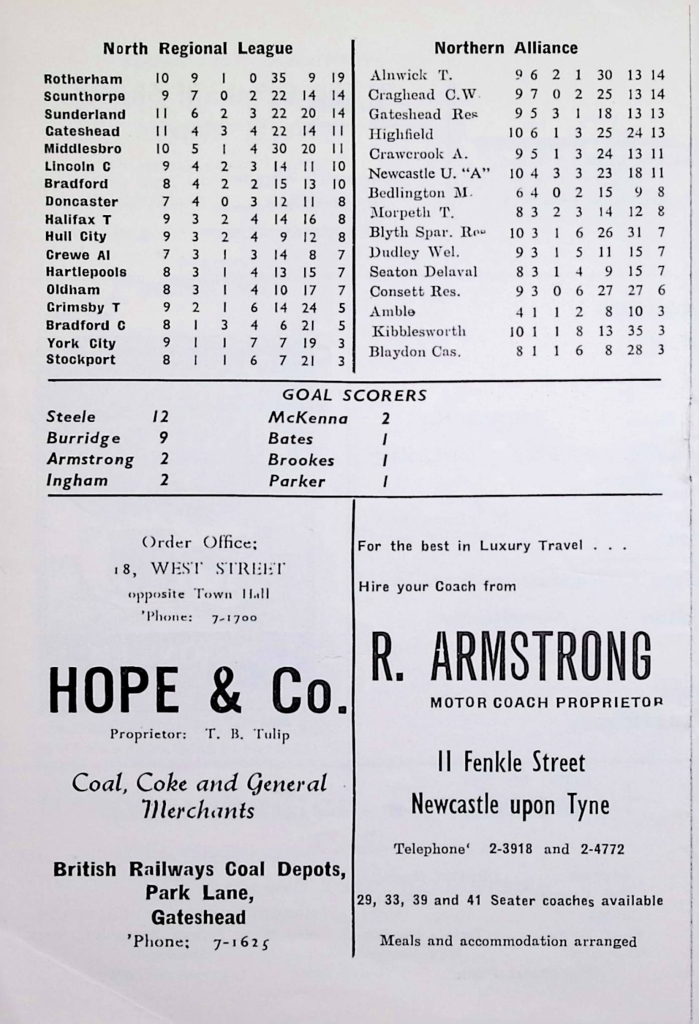 North Regional League
Rotherham 10 9 1 0 35 9 19
Scunthorpe 9 7 0 2 22 14 14
Sunderland 11 6 2 3 22 20 14
Gateshead 11 4 3 4 22 14 11
Middlesbro 10 5 1 4 30 20 11
Lincoln C 9 4 2 3 14 11 10
Bradford 8 4 2 2 15 13 10
Doncaster 7 4 0 3 12 11 8
Halifax T 9 3 2 4 14 16 8
Hull City 9 3 2 4 9 12 8
Crewe Al 7 3 1 3 14 8 7
Hartlepools 8 3 1 4 13 15 7
Oldham 8 3 1 4 10 17 7
Grimsby T 9 2 1 6 14 24 5
Bradford C 8 1 3 4 6 21 5
York City 9 1 1 7 7 19 3
Stockport 8 1 1 6 7 21 3
Northern Alliance
Alnwick T. 9 6 2 1 30 13 14
Craghead C.W. 9 7 0 2 25 13 14
Gateshead Res 9 5 3 1 18 13 13
Highfield 10 6 1 3 25 24 13
Crawcrook A. 9 5 1 3 24 13 11
Newcastle U. "A" 10 4 3 3 23 18 11
Bedlington M. 6 4 0 2 15 9 8
Morpeth T. 8 3 2 3 14 12 8
Blyth Spar. Res 10 3 1 6 26 31 7
Dudley Wel. 9 3 1 5 11 15 7
Seaton Delaval 8 3 1 4 9 15 7
Consett Res. 9 3 0 6 27 27 6
Amble 4 1 1 2 8 10 3
Kibblesworth 10 1 1 8 13 35 3
Blaydon Cas. 8 1 1 6 8 28 3
GOAL SCORERS
Steele 12 McKenna 2
Burridge 9 Bates 1
Armstrong 2 Brookes 1
Ingham 2 Parker 1
Order Office;
18, WEST STREET
opposite Town Hall
'Phone: 7-1700
HOPE & Co.
Proprietor: T. B. Tulip
Coal, Coke and General
Merchants
British Railways Coal Depots,
Park Lane,
Gateshead
'Phone; 7-1625
For the best in Luxury Travel . . .
Hire your Coach from
R. ARMSTRONG
MOTOR COACH PROPRIETOR
11 Fenkle Street
Newcastle upon Tyne
Telephone' 2-3918 and 2-4772
29, 33, 39 and 41 Seater coaches available
Meals and accommodation arranged